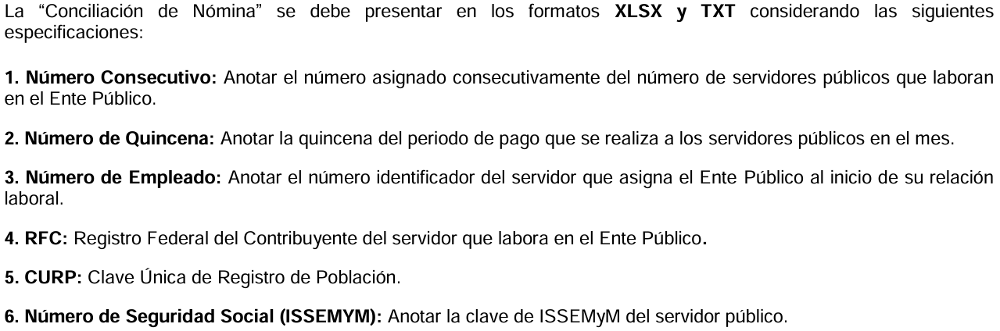 La “Conciliación de Nómina” se debe presentar en los formatos XLSX y TXT considerando las siguientes
especificaciones:
1. Número Consecutivo: Anotar el número asignado consecutivamente del número de servidores públicos que laboran
en el Ente Público.
2. Número de Quincena: Anotar la quincena del periodo de pago que se realiza a los servidores públicos en el mes.
3. Número de Empleado: Anotar el número identificador del servidor que asigna el Ente Público al inicio de su relación
laboral.
4. RFC: Registro Federal del Contribuyente del servidor que labora en el Ente Público.
5. CURP: Clave Única de Registro de Población.
6. Número de Seguridad Social (ISSEMYM): Anotar la clave de ISSEMyM del servidor público.